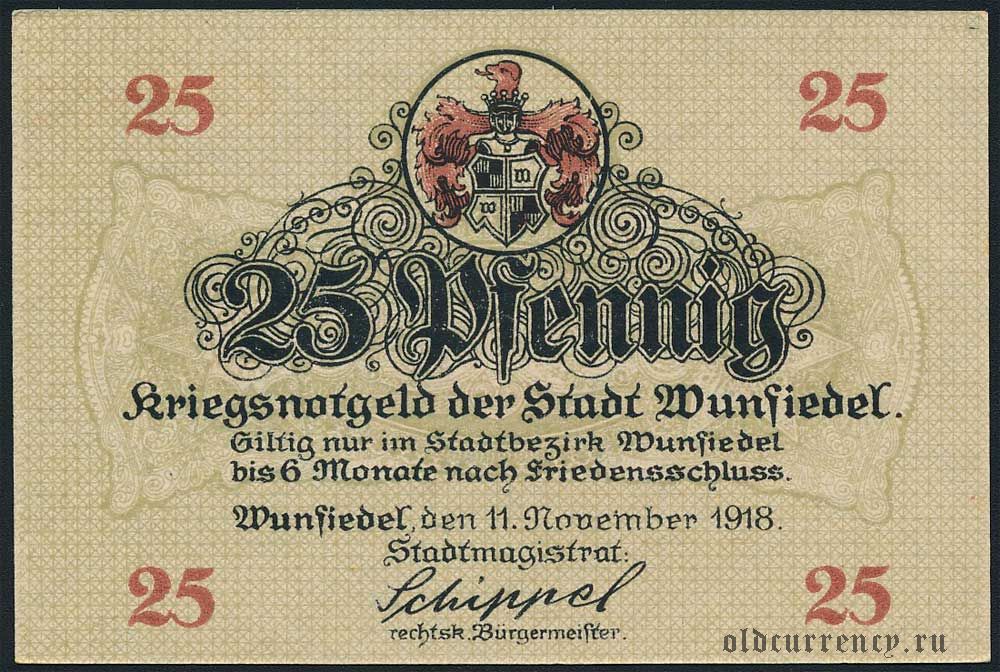 25 25
25 Pfennig
Kriegsnotgeld der Stadt Wunsiedel.
Giltig nur im Stadtbezirk Wunsiedel
bis 6 Monate nach Friedensschluss.
Wunsiedel, den 11. November 1918.
Stadtmagistrat:
Schippel
rechtsk. Bürgermeister.
25 25
oldcurrency.ru